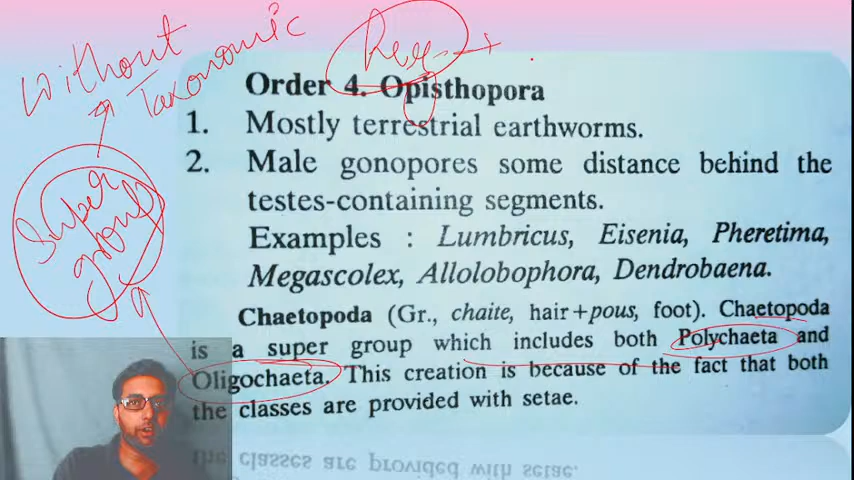 Without
Taxonomic
Super
group
Order 4. Opisthopora
1. Mostly terrestrial earthworms.
2. Male gonopores some distance behind the
testes-containing segments.
Examples : Lumbricus, Eisenia, Pheretima,
Megascolex, Allolobophora, Dendrobaena.
Chaetopoda (Gr., chaite, hair+pous, foot). Chaetopoda
is a super group which includes both Polychaeta and
Oligochaeta. This creation is because of the fact that both
the classes are provided with setae.